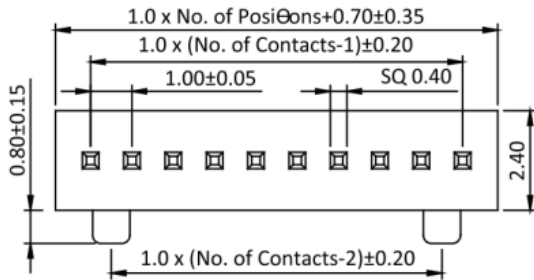 1.0 x No. of PosiƟons+0.70±0.35
1.0 x (No. of Contacts-1)±0.20
1.00±0.05
SQ 0.40
0.80±0.15
2.40
1.0 x (No. of Contacts-2)±0.20